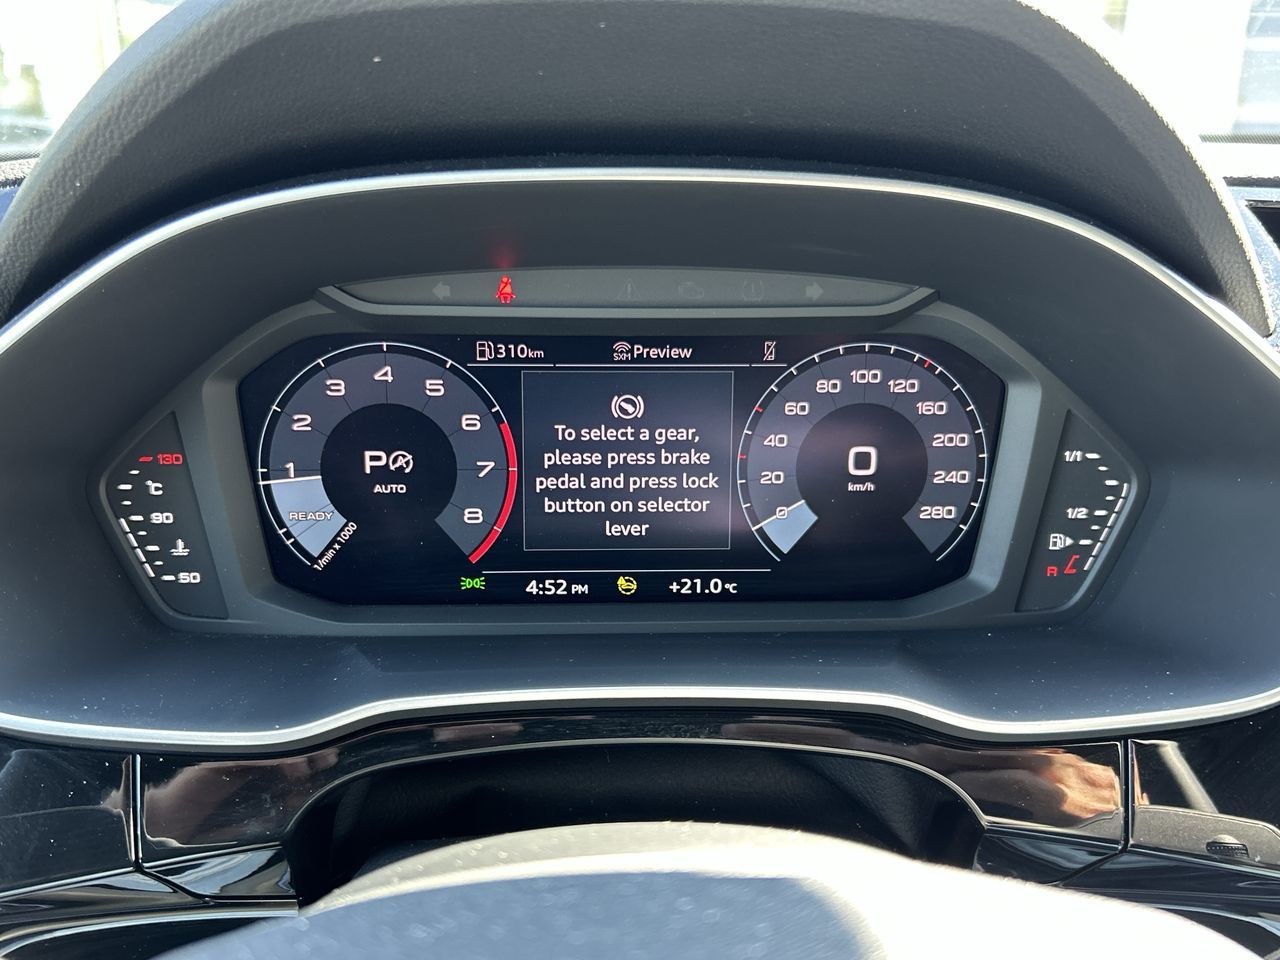 310km
SXM Preview
To select a gear,
please press brake
pedal and press lock
button on selector
lever
P A
AUTO
1
2
3
4
5
6
7
8
READY
1/min x 1000
0
20
40
60
80
100
120
160
200
240
280
0
km/h
130
°C
90
50
1/1
1/2
R
4:52 PM
+21.0°C